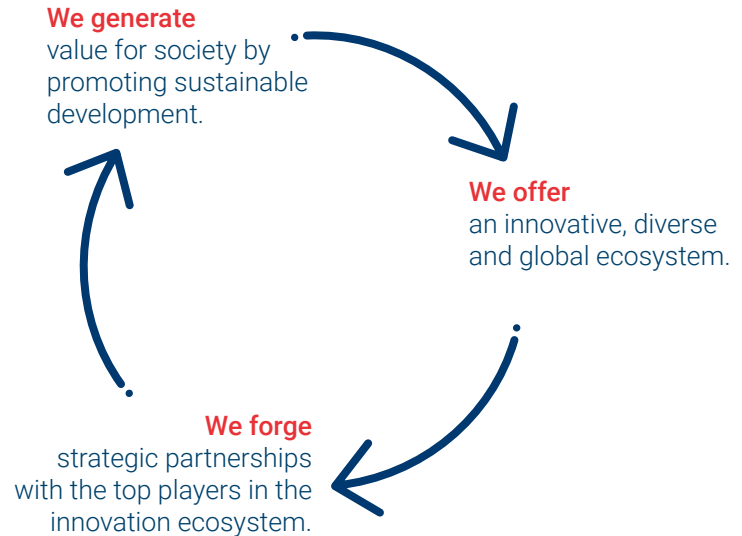 We generate
value for society by
promoting sustainable
development.
We offer
an innovative, diverse
and global ecosystem.
We forge
strategic partnerships
with the top players in the
innovation ecosystem.